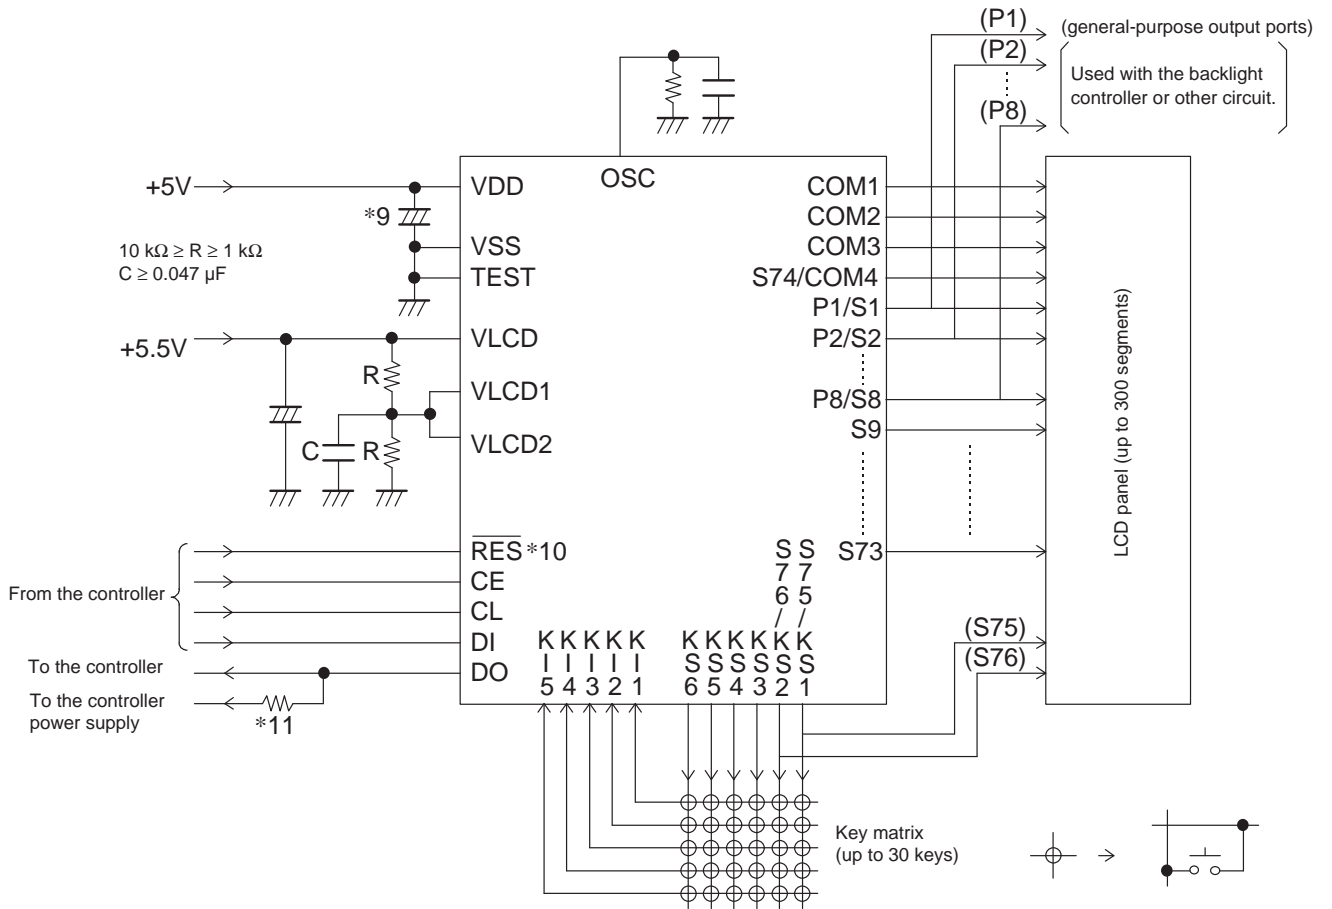 (P1)
(general-purpose output ports)
(P2)
Used with the backlight
controller or other circuit.
(P8)
OSC
+5V
VDD
*9
VSS
TEST
10 kΩ ≥ R ≥ 1 kΩ
C ≥ 0.047 µF
+5.5V
VLCD
R
VLCD1
C
R
VLCD2
From the controller
RES *10
CE
CL
DI
To the controller
DO
To the controller
power supply
*11
COM1
COM2
COM3
S74/COM4
P1/S1
P2/S2
P8/S8
S9
S73
LCD panel (up to 300 segments)
(S75)
(S76)
KI5
KI4
KI3
KI2
KI1
KS6
KS5
KS4
KS3
S76/KS2
S75/KS1
Key matrix
(up to 30 keys)